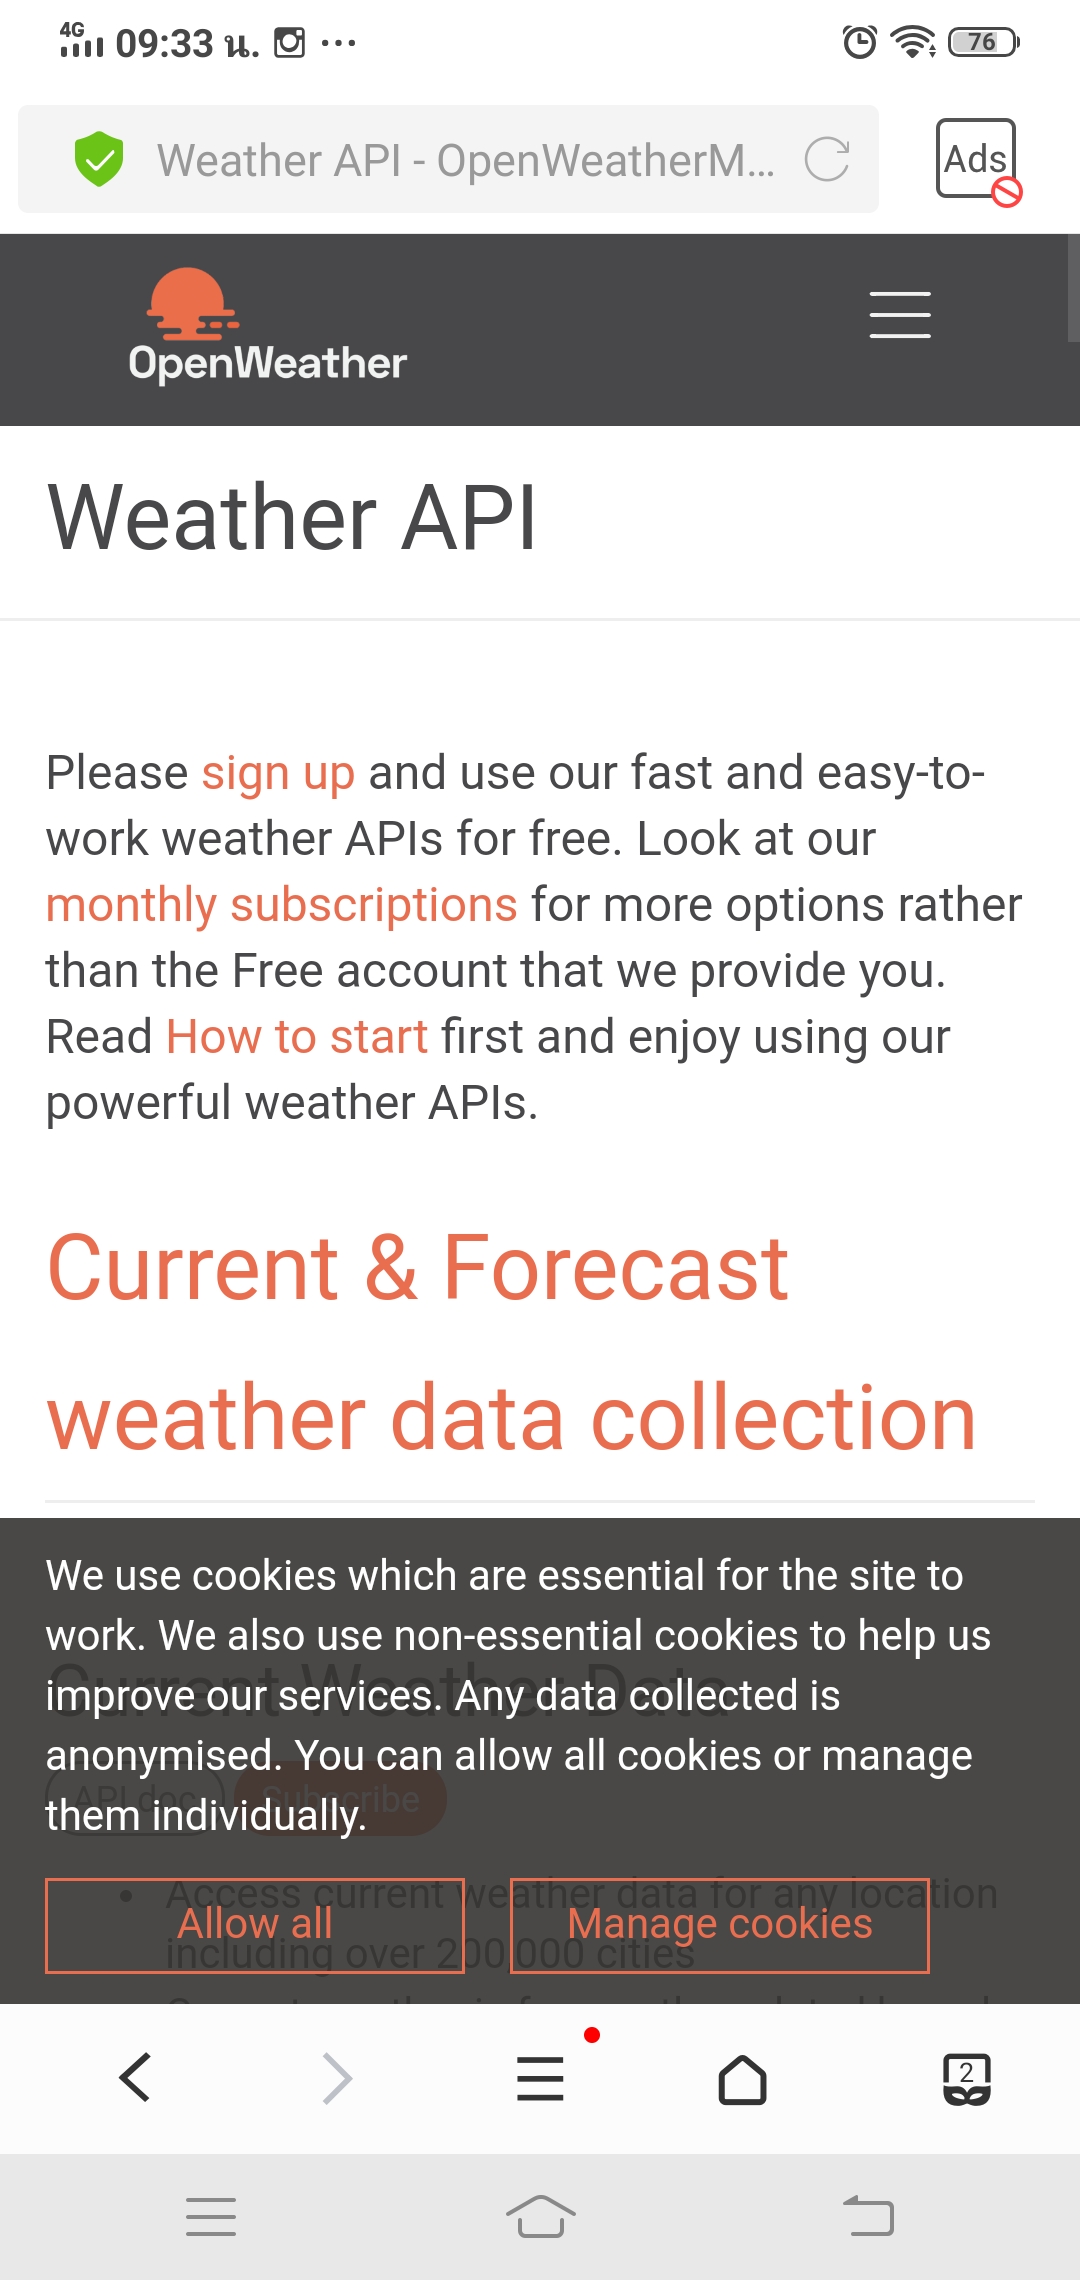 4G 09:33 น. 76
Weather API - OpenWeatherM...
Ads
OpenWeather
Weather API
Please sign up and use our fast and easy-to-
work weather APIs for free. Look at our
monthly subscriptions for more options rather
than the Free account that we provide you.
Read How to start first and enjoy using our
powerful weather APIs.
Current & Forecast
weather data collection
We use cookies which are essential for the site to
work. We also use non-essential cookies to help us
Current Weather Data
improve our services. Any data collected is
anonymised. You can allow all cookies or manage
API doc Subscribe
them individually.
Access current weather data for any location
Allow all Manage cookies
including over 200,000 cities
2